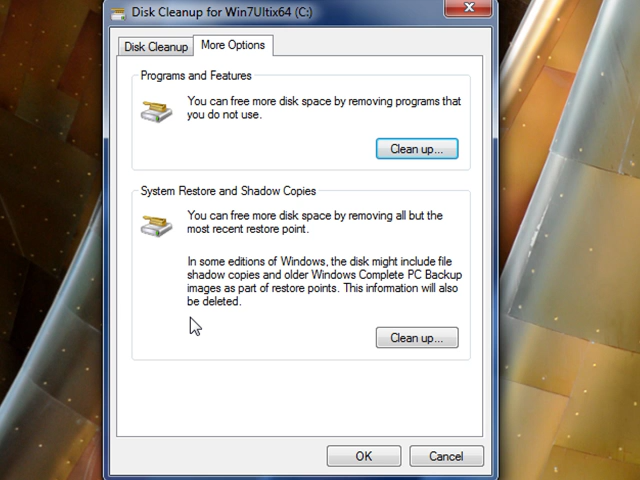 Disk Cleanup for Win7Ultix64 (C:)
Disk Cleanup
More Options
Programs and Features
You can free more disk space by removing programs that
you do not use.
Clean up...
System Restore and Shadow Copies
You can free more disk space by removing all but the
most recent restore point.
In some editions of Windows, the disk might include file
shadow copies and older Windows Complete PC Backup
images as part of restore points. This information will also
be deleted.
Clean up...
OK
Cancel